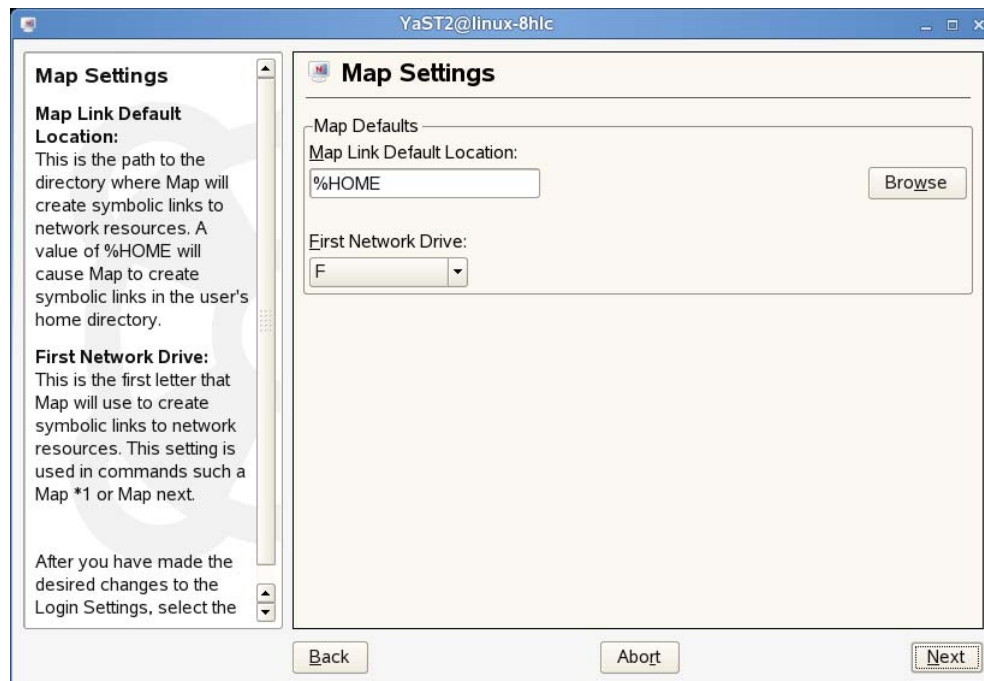 YaST2@linux-8hlc
Map Settings
Map Link Default
Location:
This is the path to the
directory where Map will
create symbolic links to
network resources. A
value of %HOME will
cause Map to create
symbolic links in the user's
home directory.
First Network Drive:
This is the first letter that
Map will use to create
symbolic links to network
resources. This setting is
used in commands such a
Map *1 or Map next.
After you have made the
desired changes to the
Login Settings, select the
Map Settings
Map Defaults
Map Link Default Location:
%HOME
Browse
First Network Drive:
F
Back
Abort
Next